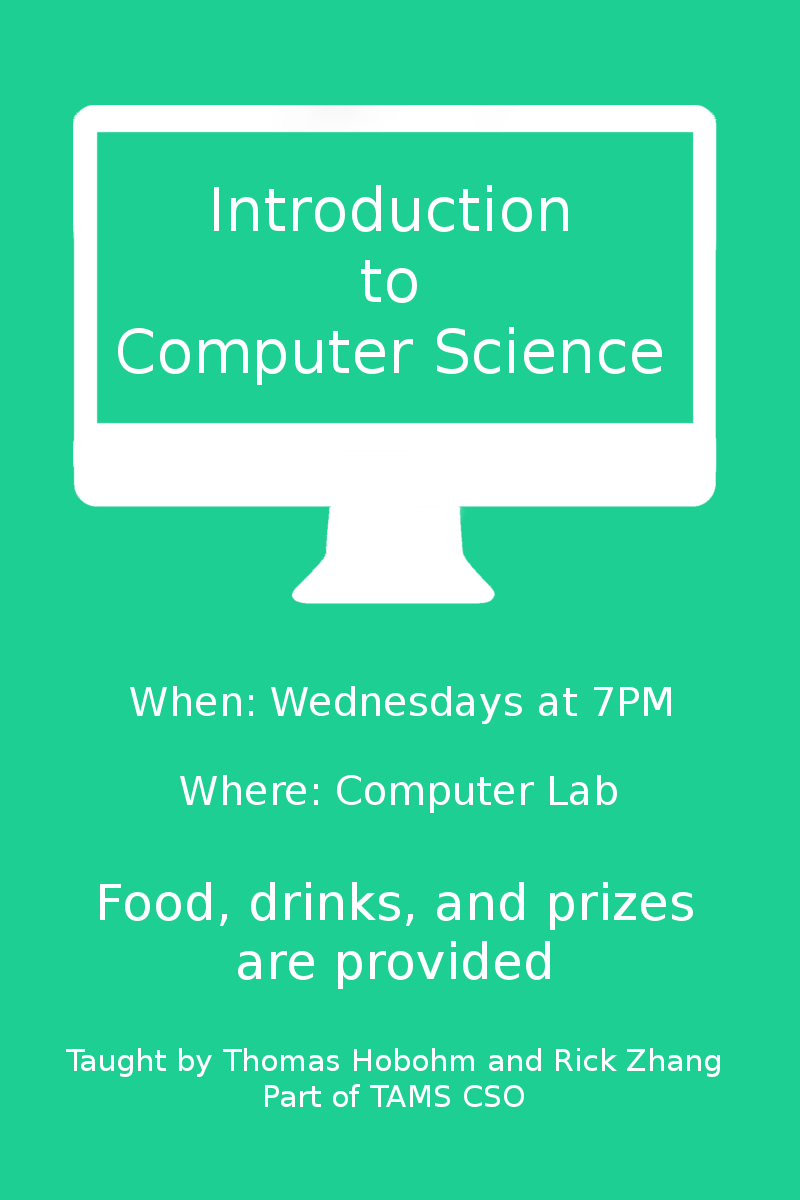 Introduction
to
Computer Science
When: Wednesdays at 7PM
Where: Computer Lab
Food, drinks, and prizes
are provided
Taught by Thomas Hobohm and Rick Zhang
Part of TAMS CSO